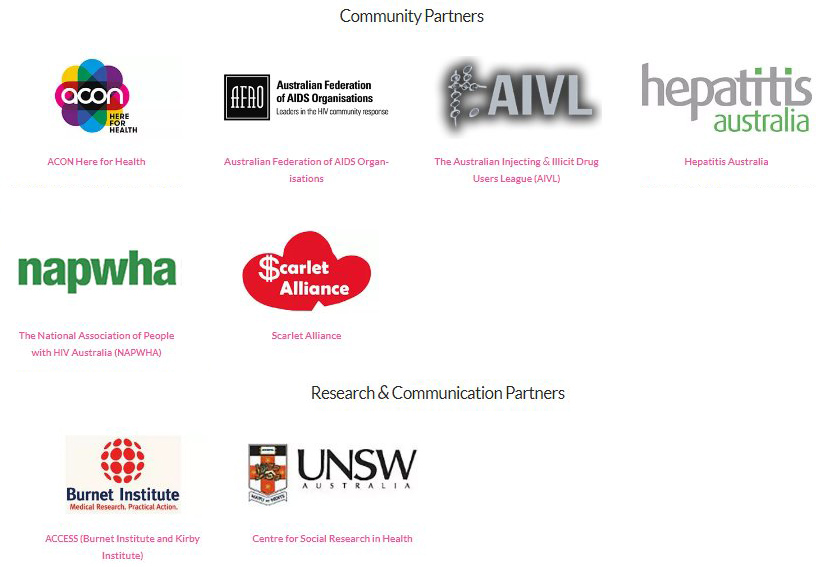 Community Partners
acon
HERE
FOR
HEALTH
AFAO
Australian Federation
of AIDS Organisations
Leaders in the HIV community response
AIVL
hepatitis
australia
ACON Here for Health
Australian Federation of AIDS Organ-
isations
The Australian Injecting & Illicit Drug
Users League (AIVL)
Hepatitis Australia
napwha
$carlet
Alliance
The National Association of People
with HIV Australia (NAPWHA)
Scarlet Alliance
Research & Communication Partners
Burnet Institute
Medical Research. Practical Action.
UNSW
AUSTRALIA
ACCESS (Burnet Institute and Kirby
Institute)
Centre for Social Research in Health